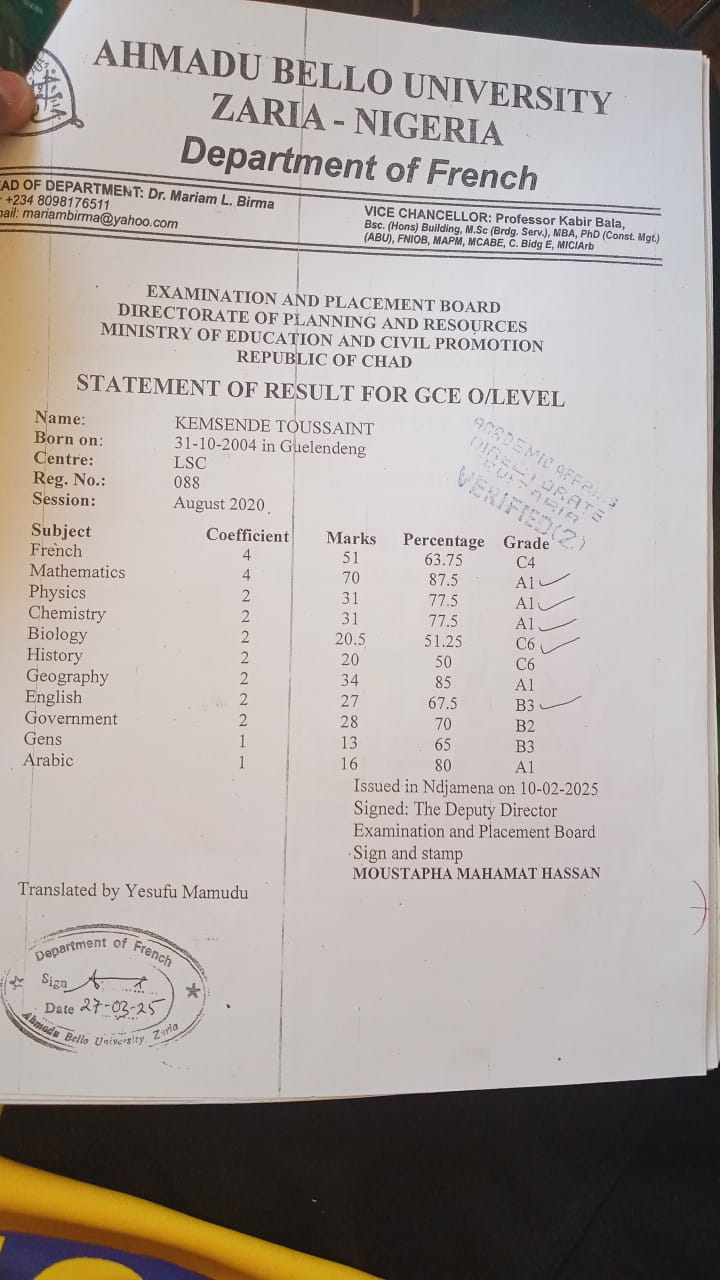 AHMADU BELLO UNIVERSITY
ZARIA - NIGERIA
Department of French
AD OF DEPARTMENT: Dr. Mariam L. Birma
+234 8098176511
mail: mariambirma@yahoo.com
VICE CHANCELLOR: Professor Kabir Bala,
Bsc. (Hons) Building, M.Sc (Brdg. Serv.), MBA, PhD (Const. Mgt.)
(ABU), FNIOB, MAPM, MCABE, C. Bidg E, MICIArb
EXAMINATION AND PLACEMENT BOARD
DIRECTORATE OF PLANNING AND RESOURCES
MINISTRY OF EDUCATION AND CIVIL PROMOTION
REPUBLIC OF CHAD
STATEMENT OF RESULT FOR GCE O/LEVEL
Name: KEMSENDE TOUSSAINT
Born on: 31-10-2004 in Guelendeng
Centre: LSC
Reg. No.: 088
Session: August 2020
ACADEMIC AFFAIRS
DIRECTORATE
ZARIA
VERIFIED(2)
Subject Coefficient Marks Percentage Grade
French 4 51 63.75 C4
Mathematics 4 70 87.5 A1
Physics 2 31 77.5 A1
Chemistry 2 31 77.5 A1
Biology 2 20.5 51.25 C6
History 2 20 50 C6
Geography 2 34 85 A1
English 2 27 67.5 B3
Government 2 28 70 B2
Gens 1 13 65 B3
Arabic 1 16 80 A1
Issued in Ndjamena on 10-02-2025
Signed: The Deputy Director
Examination and Placement Board
Sign and stamp
MOUSTAPHA MAHAMAT HASSAN
Translated by Yesufu Mamudu
Department of French
Sign
Date 27-03-25
Ahmadu Bello University, Zaria